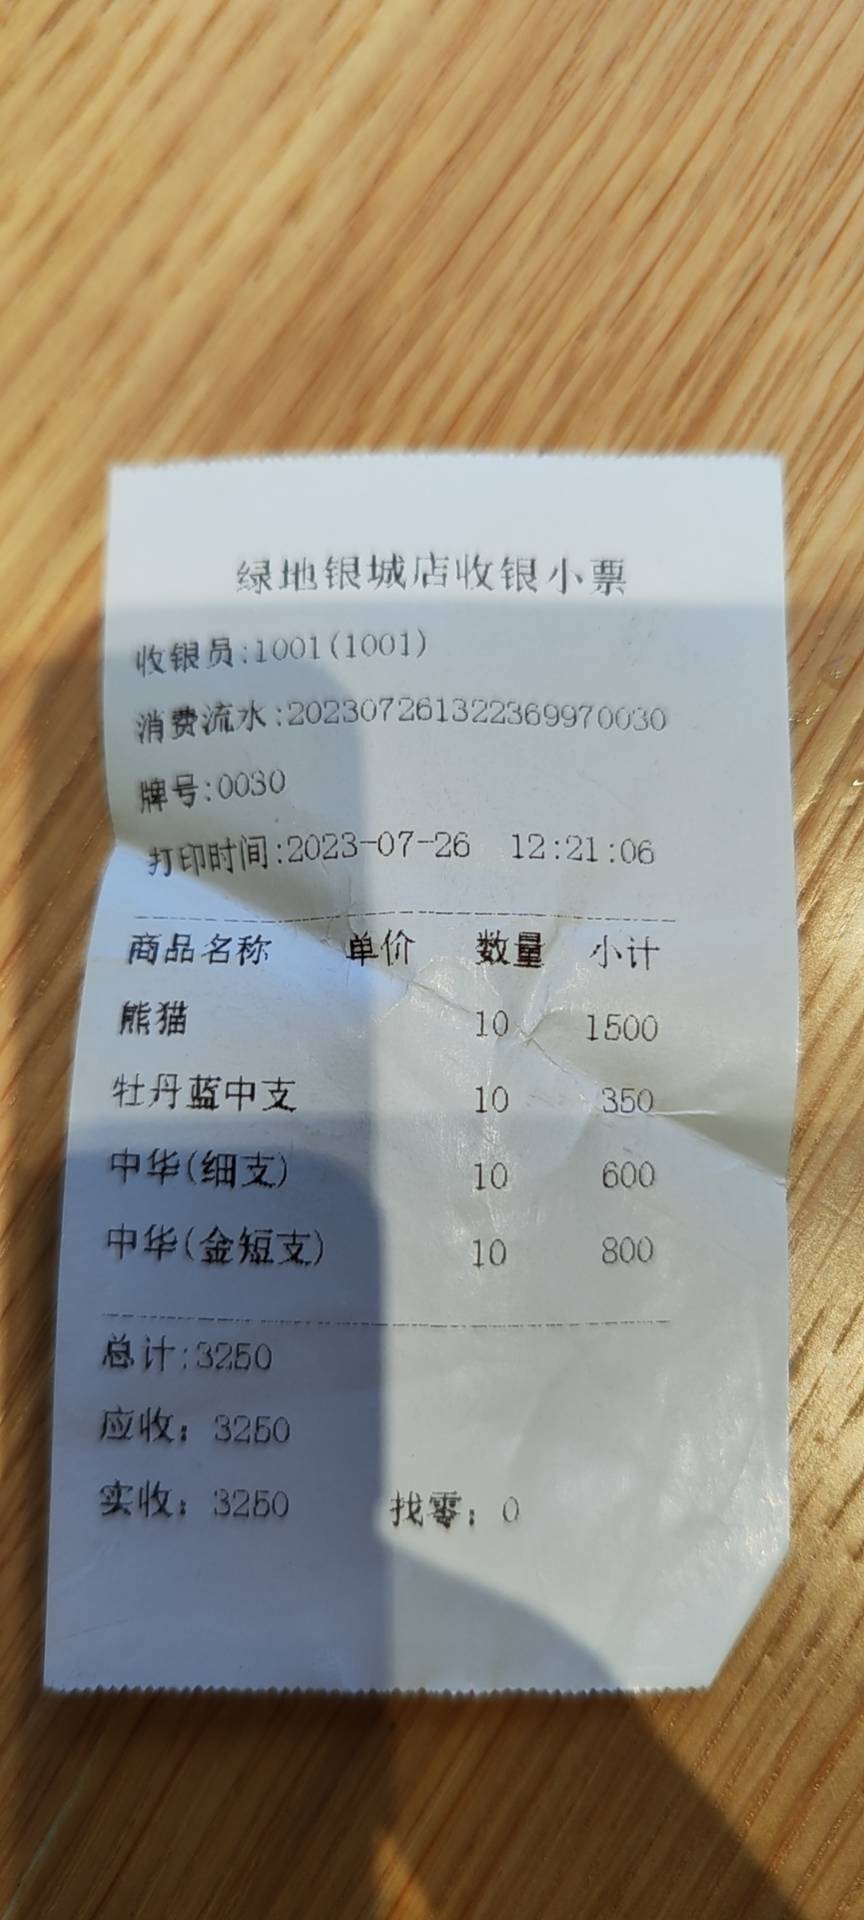 绿地银城店收银小票
收银员:1001(1001)
消费流水:202307261322369970030
牌号:0030
打印时间:2023-07-26 12:21:06
商品名称 单价 数量 小计
熊猫 10 1500
牡丹蓝中支 10 350
中华(细支) 10 600
中华(金短支) 10 800
总计:3250
应收: 3250
实收: 3250 找零: 0